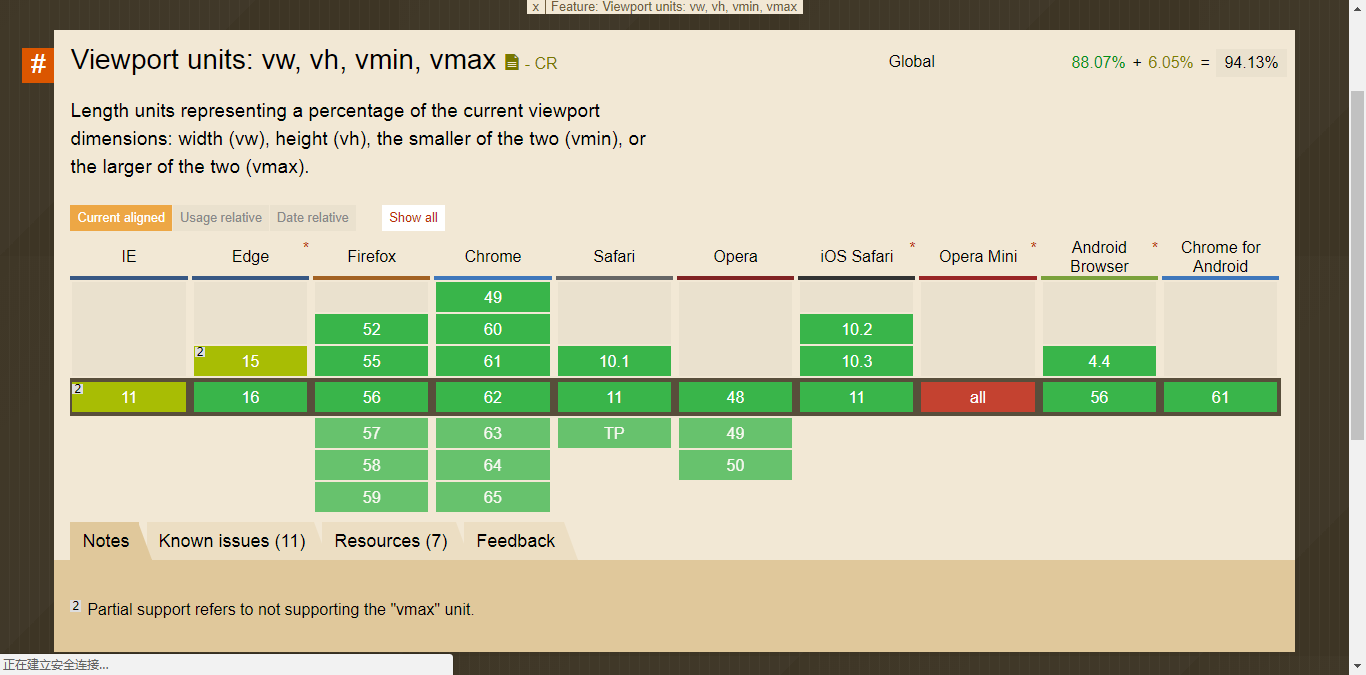 x Feature: Viewport units: vw, vh, vmin, vmax
# Viewport units: vw, vh, vmin, vmax - CR
Global 88.07% + 6.05% = 94.13%
Length units representing a percentage of the current viewport
dimensions: width (vw), height (vh), the smaller of the two (vmin), or
the larger of the two (vmax).
Current aligned Usage relative Date relative Show all
IE Edge * Firefox Chrome Safari Opera iOS Safari * Opera Mini * Android Browser * Chrome for Android
49
52 60 10.2
2 15 55 61 10.1 10.3 4.4
2 11 16 56 62 11 48 11 all 56 61
57 63 TP 49
58 64 50
59 65
Notes Known issues (11) Resources (7) Feedback
2 Partial support refers to not supporting the "vmax" unit.
正在建立安全连接...